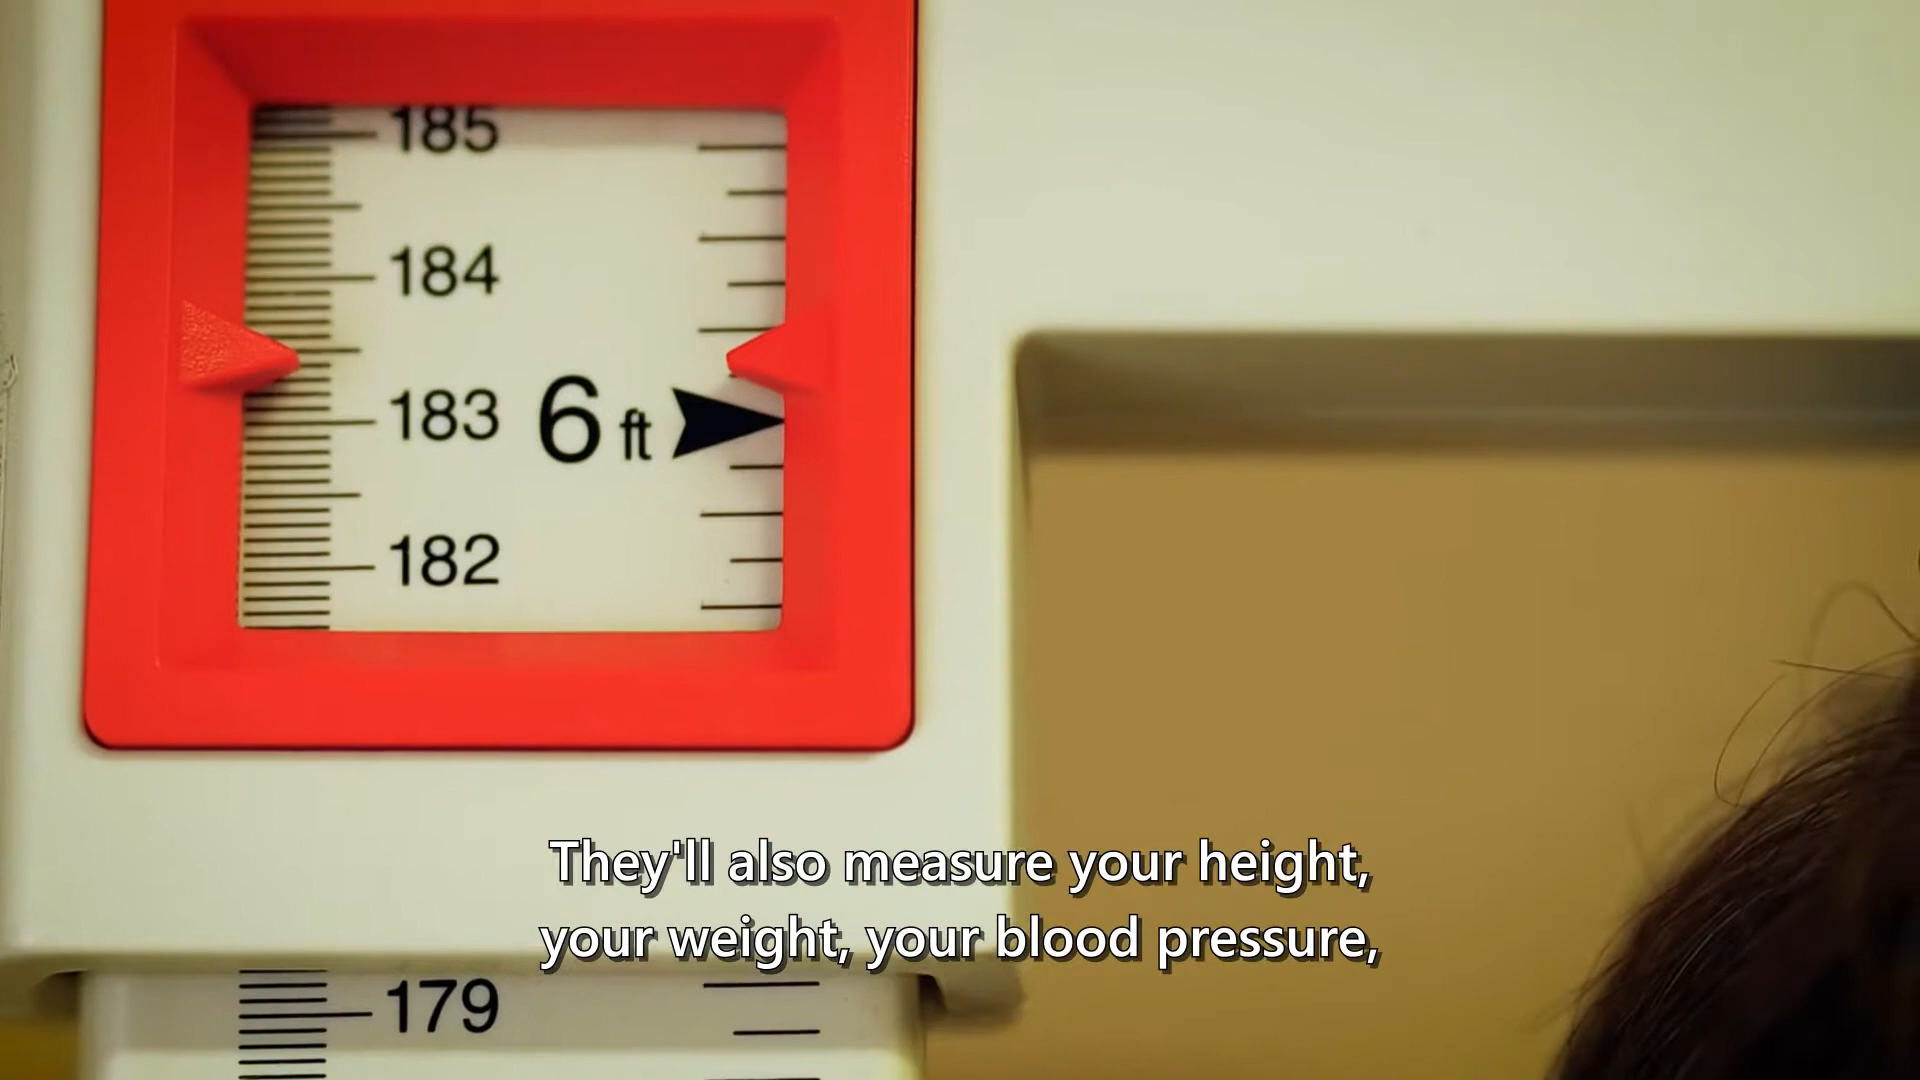 185
184
183 6 ft
182
They'll also measure your height,
your weight, your blood pressure,
179